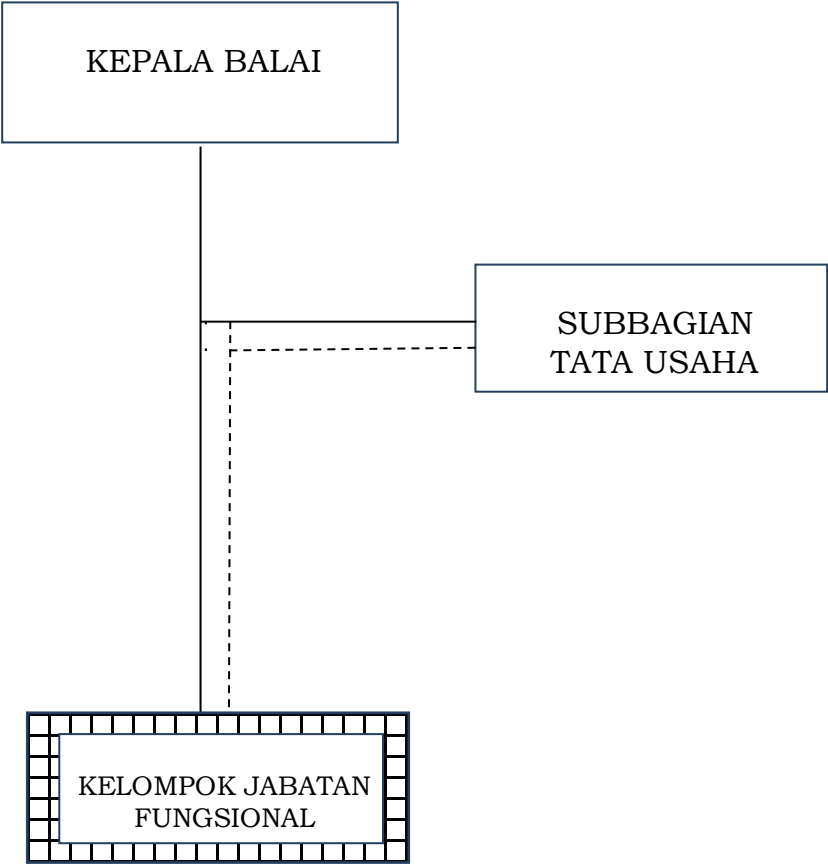 KEPALA BALAI
SUBBAGIAN
TATA USAHA
KELOMPOK JABATAN
FUNGSIONAL